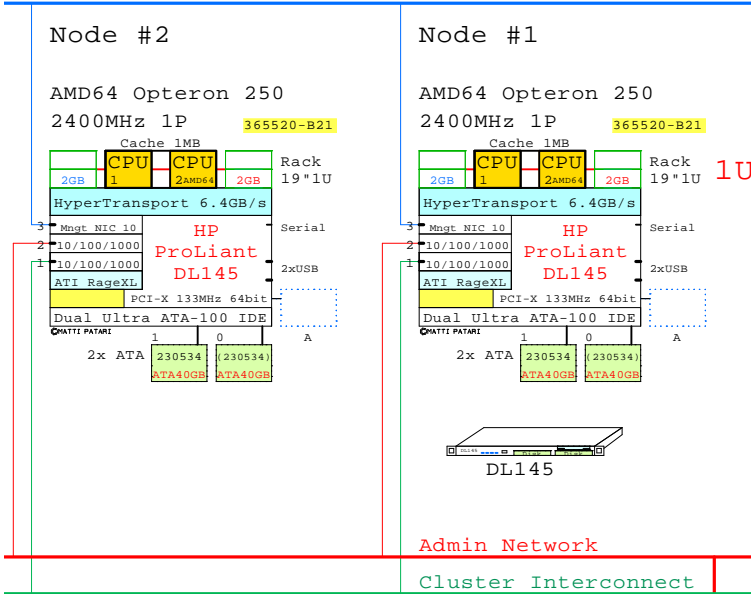 Node #2
AMD64 Opteron 250
2400MHz 1P 365520-B21
Cache 1MB
CPU CPU
1 2AMD64
2GB 2GB
Rack
19"1U
HyperTransport 6.4GB/s
3 Mngt NIC 10
2 10/100/1000
1 10/100/1000
HP
ProLiant
DL145
Serial
2xUSB
ATI RageXL
PCI-X 133MHz 64bit
Dual Ultra ATA-100 IDE
©MATTI PATARI
A
1 0
2x ATA 230534 (230534)
ATA40GB ATA40GB
Node #1
AMD64 Opteron 250
2400MHz 1P 365520-B21
Cache 1MB
CPU CPU
1 2AMD64
2GB 2GB
Rack
19"1U
1U
HyperTransport 6.4GB/s
3 Mngt NIC 10
2 10/100/1000
1 10/100/1000
HP
ProLiant
DL145
Serial
2xUSB
ATI RageXL
PCI-X 133MHz 64bit
Dual Ultra ATA-100 IDE
©MATTI PATARI
A
1 0
2x ATA 230534 (230534)
ATA40GB ATA40GB
DL145 Disk Disk
DL145
Admin Network
Cluster Interconnect